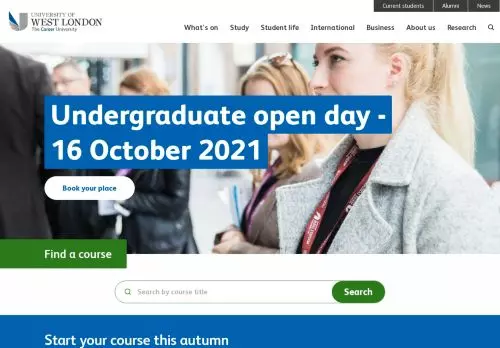 Current students Alumni News
UNIVERSITY OF
WEST LONDON
The Career University
What's on Study Student life International Business About us Research
Undergraduate open day -
16 October 2021
Book your place
Find a course
Search by course title Search
Start your course this autumn